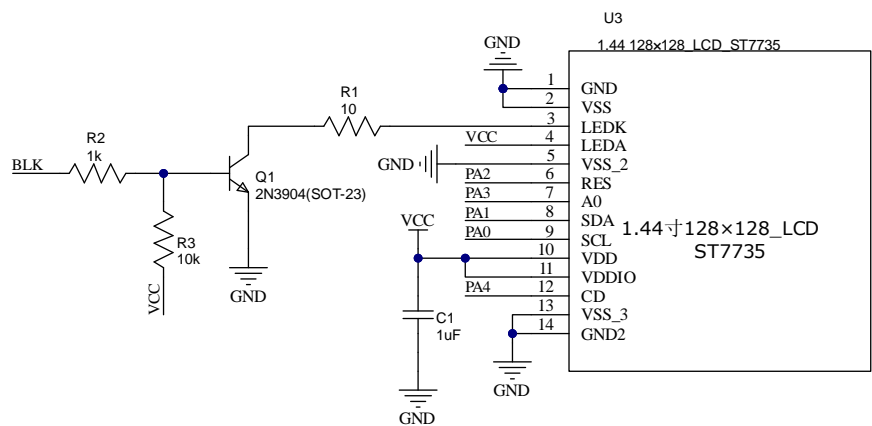 U3
1.44 128×128_LCD_ST7735
GND
1 GND
2 VSS
R1
10
3 LEDK
VCC 4 LEDA
R2
1k
BLK
GND 5 VSS_2
Q1
2N3904(SOT-23)
PA2 6 RES
PA3 7 A0
PA1 8 SDA
PA0 9 SCL
1.44寸128×128_LCD
ST7735
R3
10k
VCC
GND
VCC
10 VDD
11 VDDIO
PA4 12 CD
13 VSS_3
14 GND2
C1
1uF
GND
GND